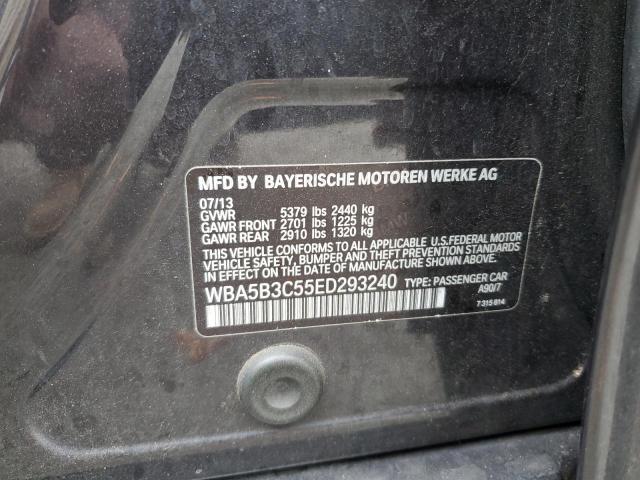 MFD BY BAYERISCHE MOTOREN WERKE AG
07/13
GVWR 5379 lbs 2440 kg
GAWR FRONT 2701 lbs 1225 kg
GAWR REAR 2910 lbs 1320 kg
THIS VEHICLE CONFORMS TO ALL APPLICABLE U.S.FEDERAL MOTOR
VEHICLE SAFETY, BUMPER AND THEFT PREVENTION STANDARDS
IN EFFECT ON THE DATE OF MANUFACTURE SHOWN ABOVE.
WBA5B3C55ED293240 TYPE: PASSENGER CAR
A90/7
7 315 814